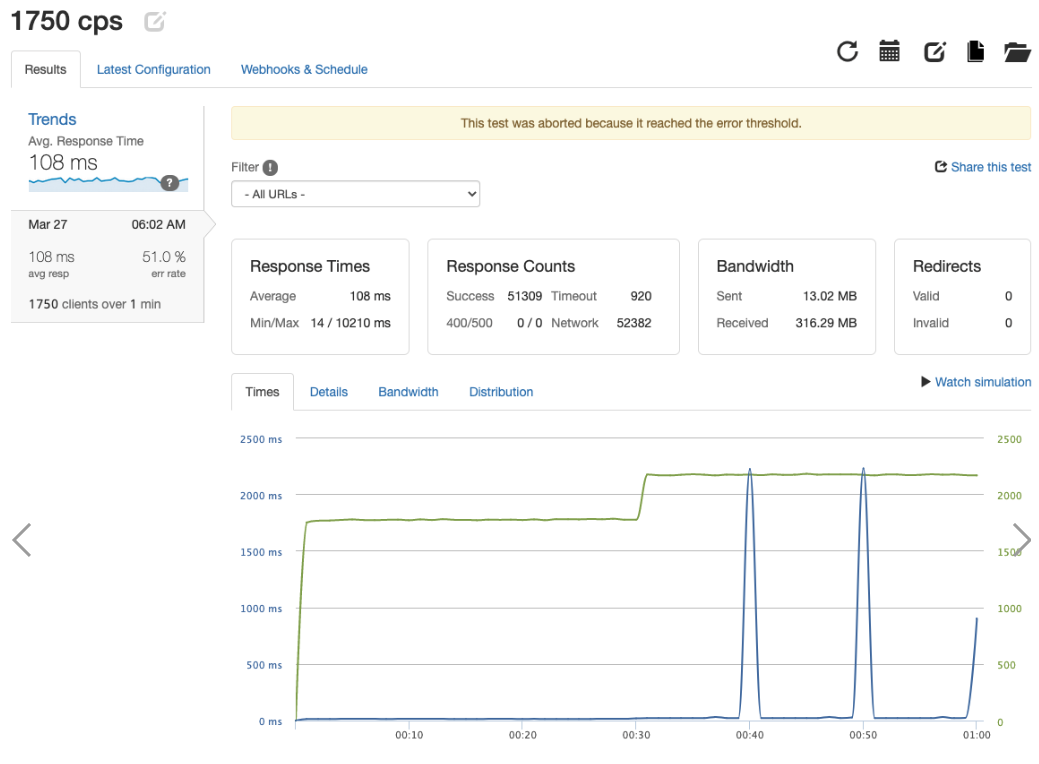 1750 cps
Results
Latest Configuration
Webhooks & Schedule
Trends
Avg. Response Time
108 ms
?
Mar 27 06:02 AM
108 ms 51.0 %
avg resp err rate
1750 clients over 1 min
This test was aborted because it reached the error threshold.
Filter !
Share this test
- All URLs -
Response Times
Average 108 ms
Min/Max 14 / 10210 ms
Response Counts
Success 51309 Timeout 920
400/500 0 / 0 Network 52382
Bandwidth
Sent 13.02 MB
Received 316.29 MB
Redirects
Valid 0
Invalid 0
Times
Details
Bandwidth
Distribution
Watch simulation
2500 ms 2500
2000 ms 2000
1500 ms 1500
1000 ms 1000
500 ms 500
0 ms 0
00:10 00:20 00:30 00:40 00:50 01:00